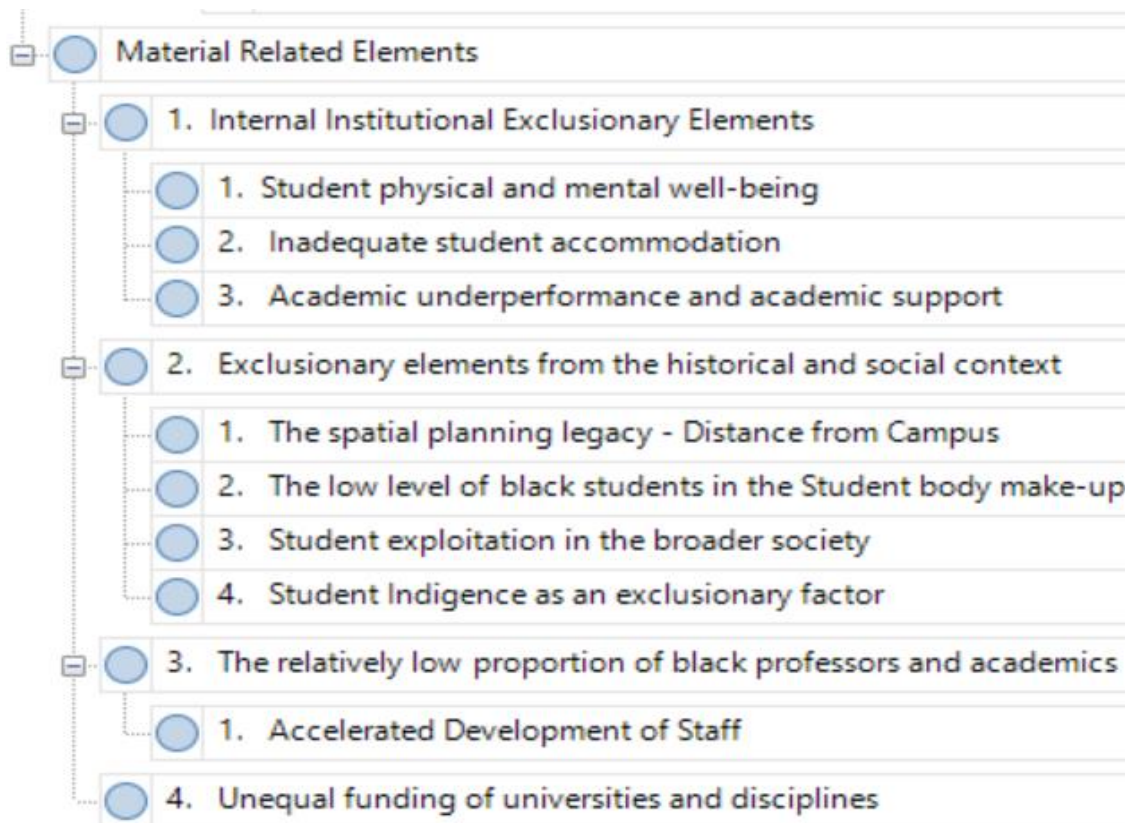 Material Related Elements
1. Internal Institutional Exclusionary Elements
1. Student physical and mental well-being
2. Inadequate student accommodation
3. Academic underperformance and academic support
2. Exclusionary elements from the historical and social context
1. The spatial planning legacy - Distance from Campus
2. The low level of black students in the Student body make-up
3. Student exploitation in the broader society
4. Student Indigence as an exclusionary factor
3. The relatively low proportion of black professors and academics
1. Accelerated Development of Staff
4. Unequal funding of universities and disciplines